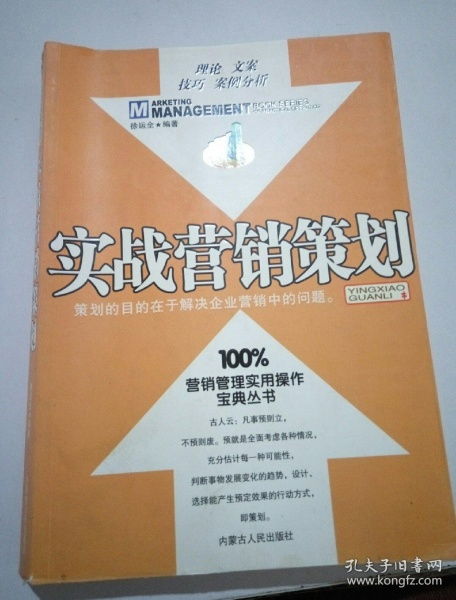 理论 文案
技巧 案例分析
MARKETING
MANAGEMENT BOOK SERIES
徐运全★编著
实战营销策划
策划的目的在于解决企业营销中的问题。
YINGXIAO
GUANLI
100%
营销管理实用操作
宝典丛书
古人云：凡事预则立，
不预则废。预就是全面考虑各种情况，
充分估计每一种可能性，
判断事物发展变化的趋势，设计、
选择能产生预定效果的行动方式，
即策划。
内蒙古人民出版社
孔夫子旧书网
www.kongfz.com